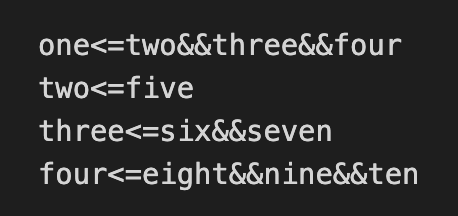 one<=two&&three&&four
two<=five
three<=six&&seven
four<=eight&&nine&&ten